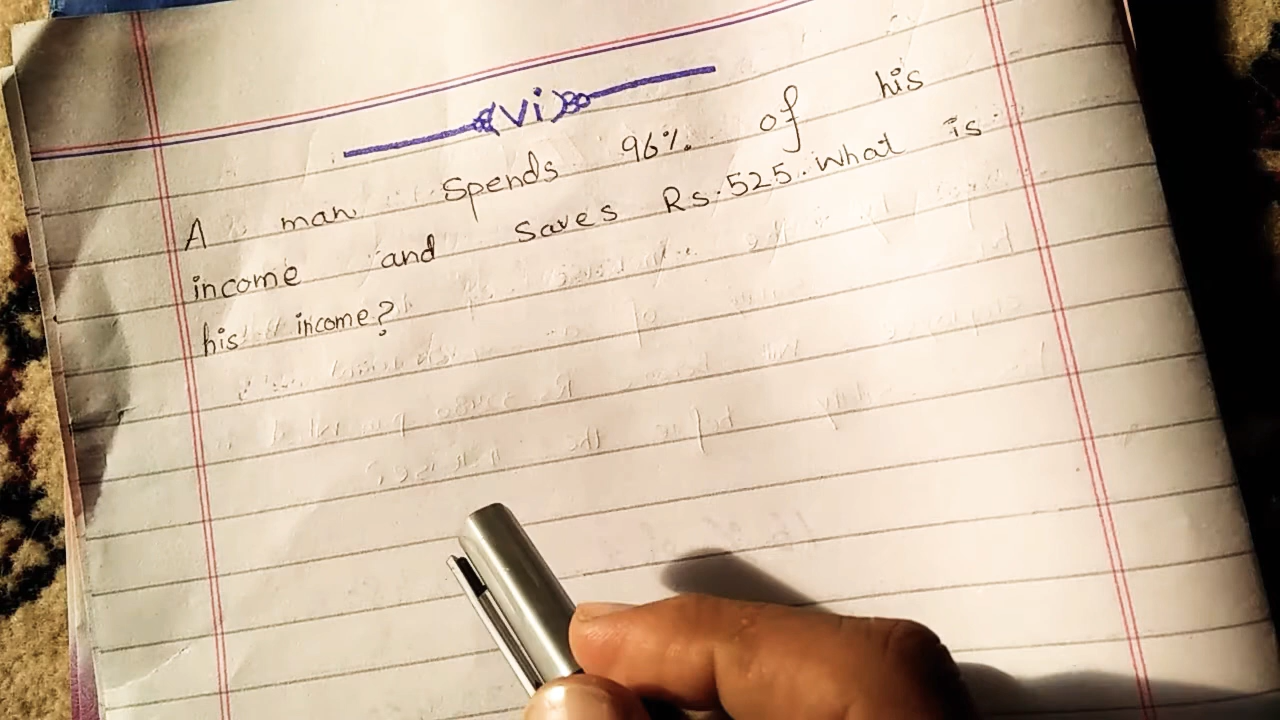 (vi)
A man spends 96% of his
income and saves Rs.525. What is
his income?